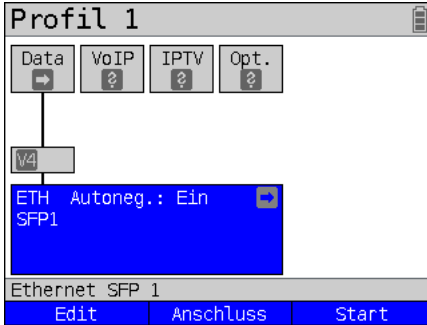 Profil 1
Data VoIP IPTV Opt.
? ? ?
V4
ETH Autoneg.: Ein
SFP1
Ethernet SFP 1
Edit Anschluss Start